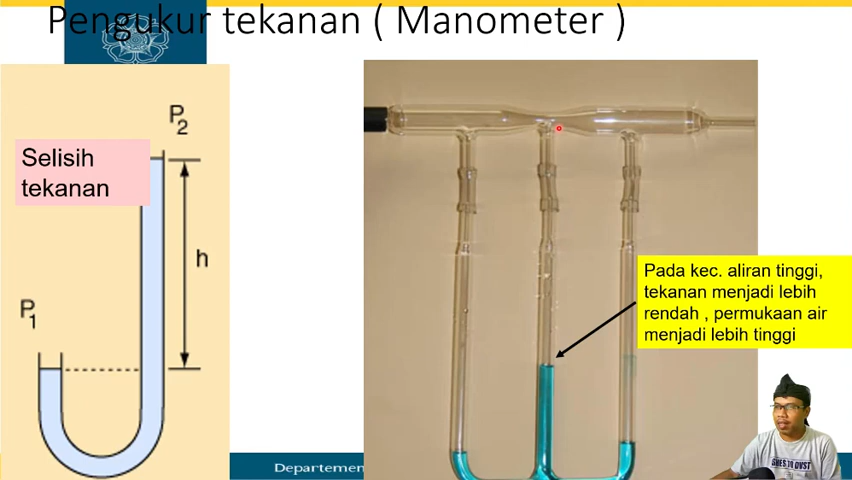 Pengukur tekanan ( Manometer )
P2
Selisih
tekanan
h
P1
Pada kec. aliran tinggi,
tekanan menjadi lebih
rendah , permukaan air
menjadi lebih tinggi
Departemen